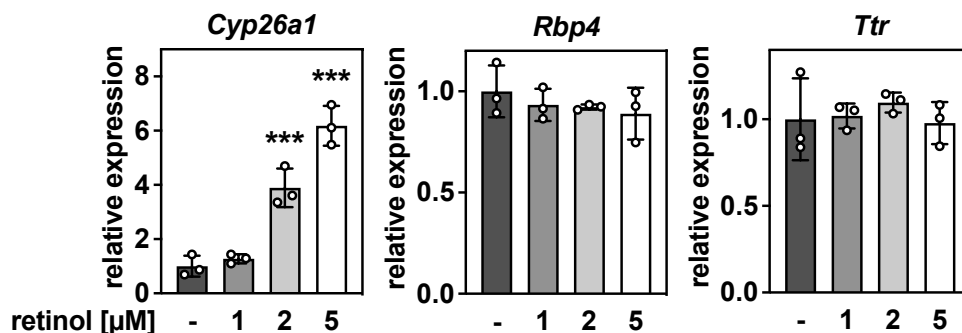 Cyp26a1
Rbp4
Ttr
relative expression
8
6
4
2
0
***
***
relative expression
1.0
0.5
0.0
relative expression
1.0
0.5
0.0
retinol [µM] - 1 2 5 - 1 2 5 - 1 2 5